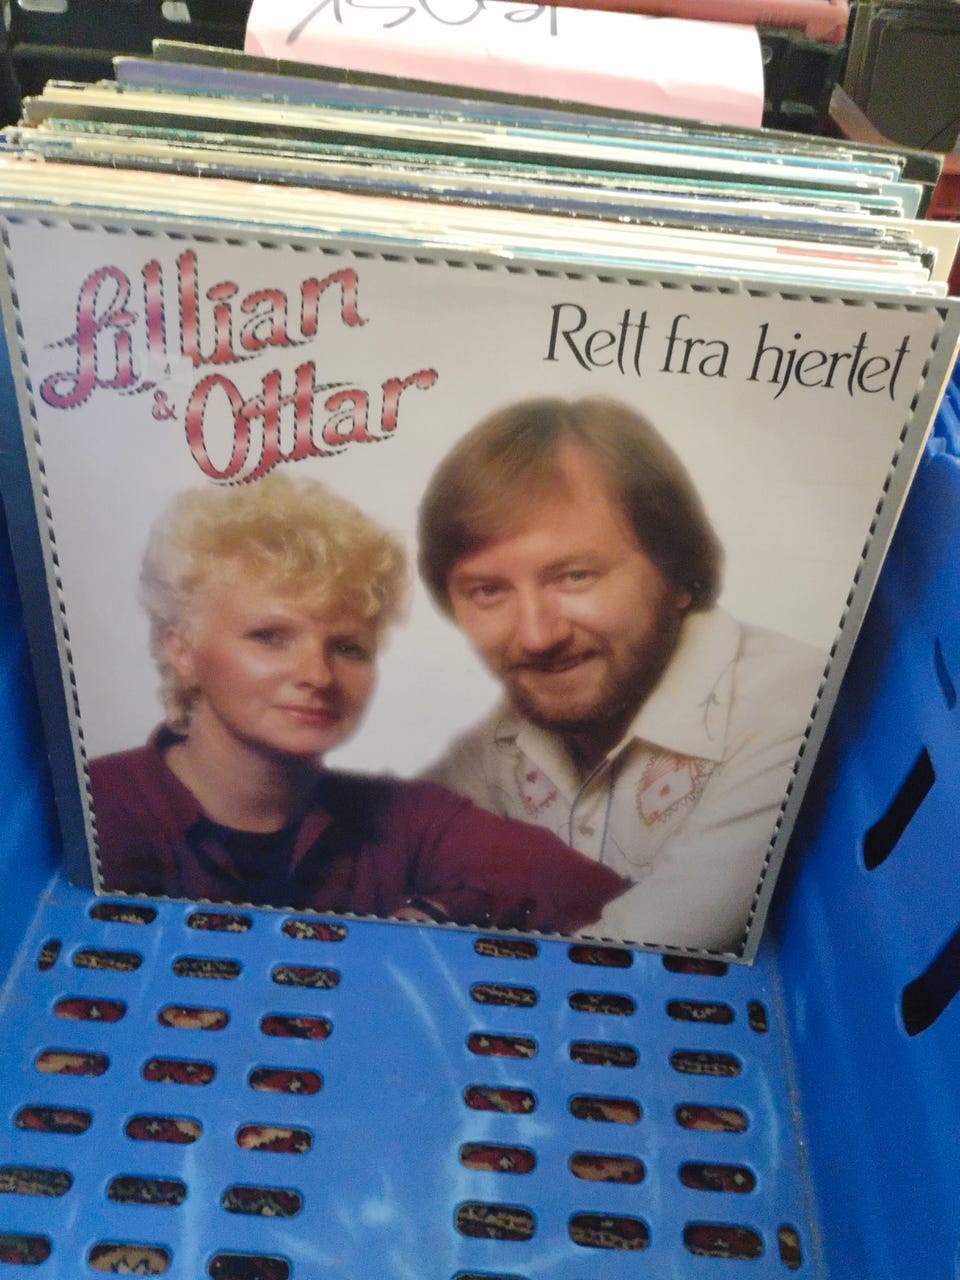 Lillian
& Ottar
Rett fra hjertet